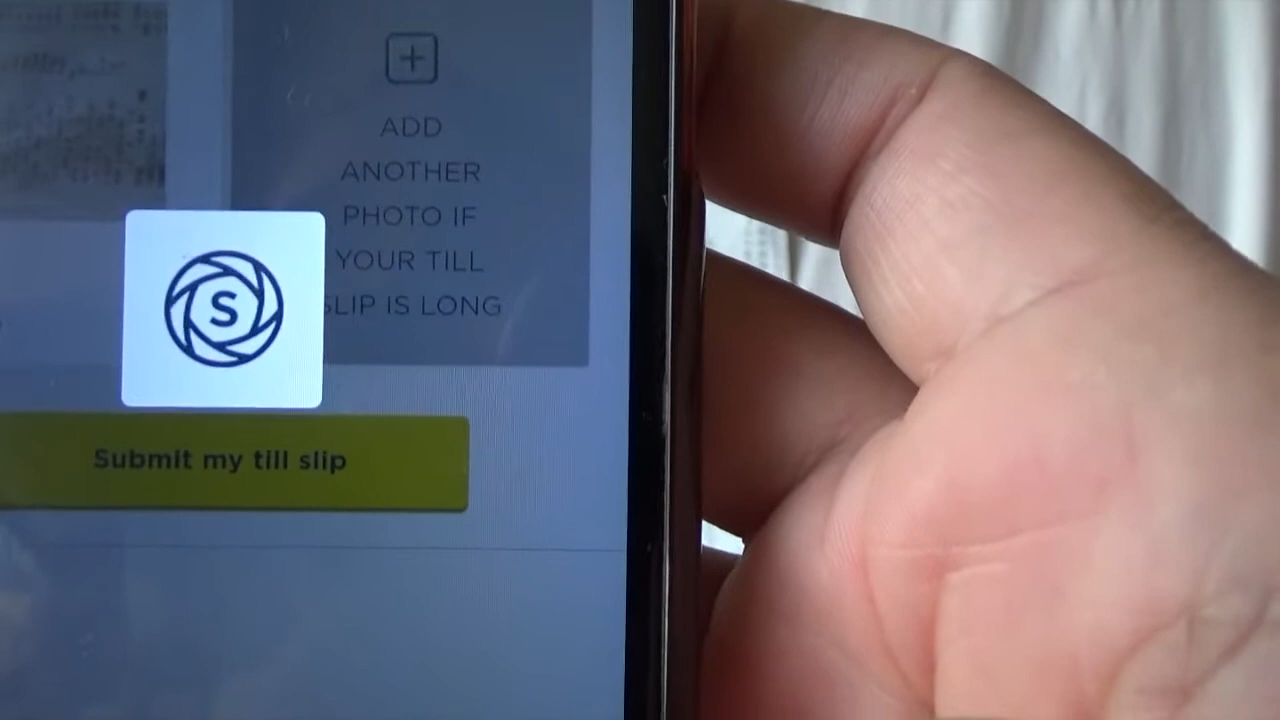 ADD
ANOTHER
PHOTO IF
YOUR TILL
SLIP IS LONG
S
Submit my till slip